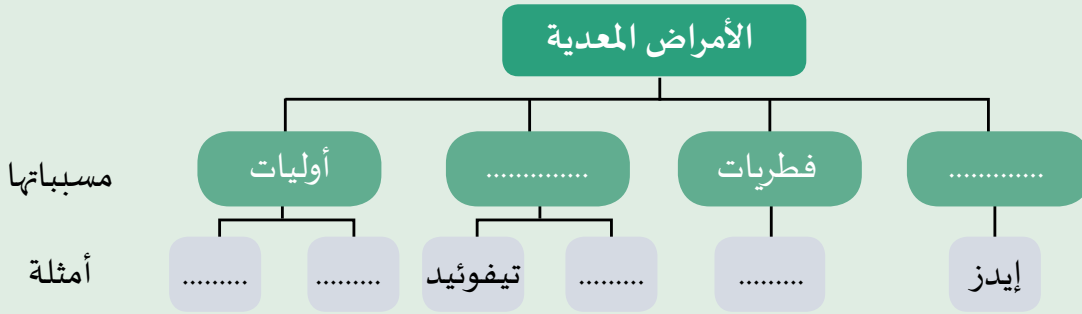 الأمراض المعدية
مسبباتها
............. فطريات .............. أوليات
أمثلة
إيدز ......... ......... تيفوئيد ......... .........